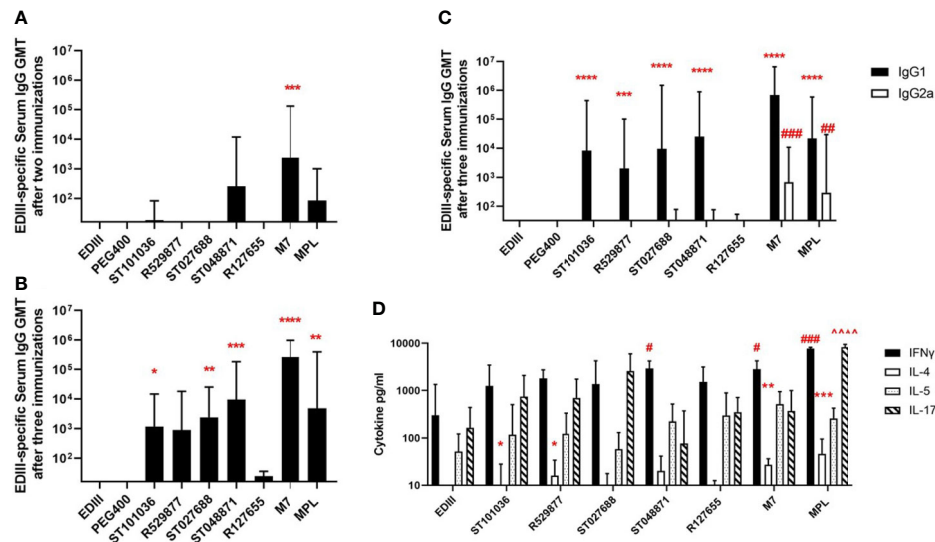 A
EDIII-specific Serum IgG GMT
after two immunizations
10⁷
10⁶
10⁵
10⁴
10³
10²
***
EDIII
PEG400
ST101036
R529877
ST027688
ST048871
R127655
M7
MPL
B
EDIII-specific Serum IgG GMT
after three immunizations
10⁷
10⁶
10⁵
10⁴
10³
10²
*
**
***
****
**
EDIII
PEG400
ST101036
R529877
ST027688
ST048871
R127655
M7
MPL
C
EDIII-specific Serum IgG GMT
after three immunizations
10⁷
10⁶
10⁵
10⁴
10³
10²
****
***
****
****
****
###
****
##
IgG1
IgG2a
EDIII
PEG400
ST101036
R529877
ST027688
ST048871
R127655
M7
MPL
D
Cytokine pg/ml
10000
1000
100
10
*
*
#
#
**
###
***
^^^^
IFNγ
IL-4
IL-5
IL-17
EDIII
ST101036
R529877
ST027688
ST048871
R127655
M7
MPL